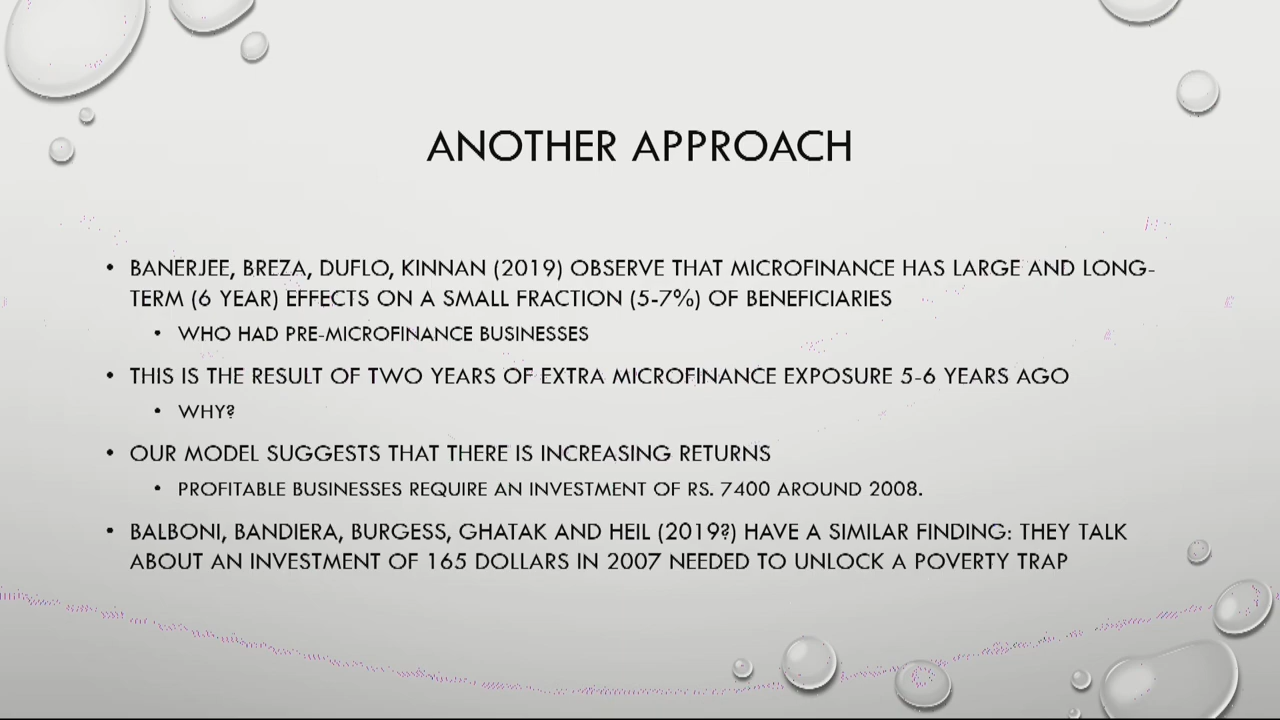 ANOTHER APPROACH
• BANERJEE, BREZA, DUFLO, KINNAN (2019) OBSERVE THAT MICROFINANCE HAS LARGE AND LONG-
TERM (6 YEAR) EFFECTS ON A SMALL FRACTION (5-7%) OF BENEFICIARIES
• WHO HAD PRE-MICROFINANCE BUSINESSES
• THIS IS THE RESULT OF TWO YEARS OF EXTRA MICROFINANCE EXPOSURE 5-6 YEARS AGO
• WHY?
• OUR MODEL SUGGESTS THAT THERE IS INCREASING RETURNS
• PROFITABLE BUSINESSES REQUIRE AN INVESTMENT OF RS. 7400 AROUND 2008.
• BALBONI, BANDIERA, BURGESS, GHATAK AND HEIL (2019?) HAVE A SIMILAR FINDING: THEY TALK
ABOUT AN INVESTMENT OF 165 DOLLARS IN 2007 NEEDED TO UNLOCK A POVERTY TRAP